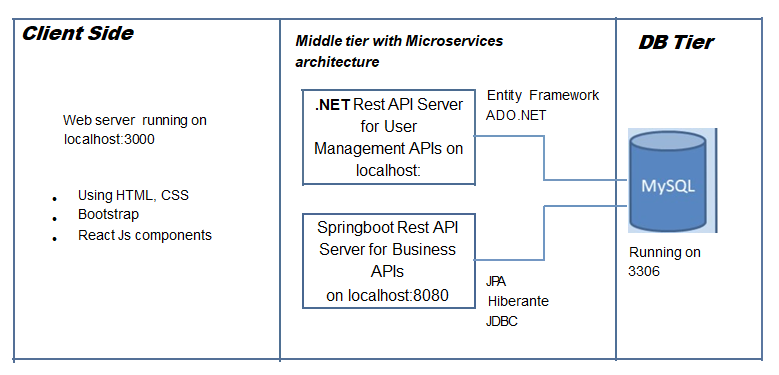 Client Side
Web server running on
localhost:3000
• Using HTML, CSS
• Bootstrap
• React Js components
Middle tier with Microservices
architecture
.NET Rest API Server
for User
Management APIs on
localhost:
Entity Framework
ADO.NET
Springboot Rest API
Server for Business
APIs
on localhost:8080
JPA
Hiberante
JDBC
DB Tier
MySQL
Running on
3306